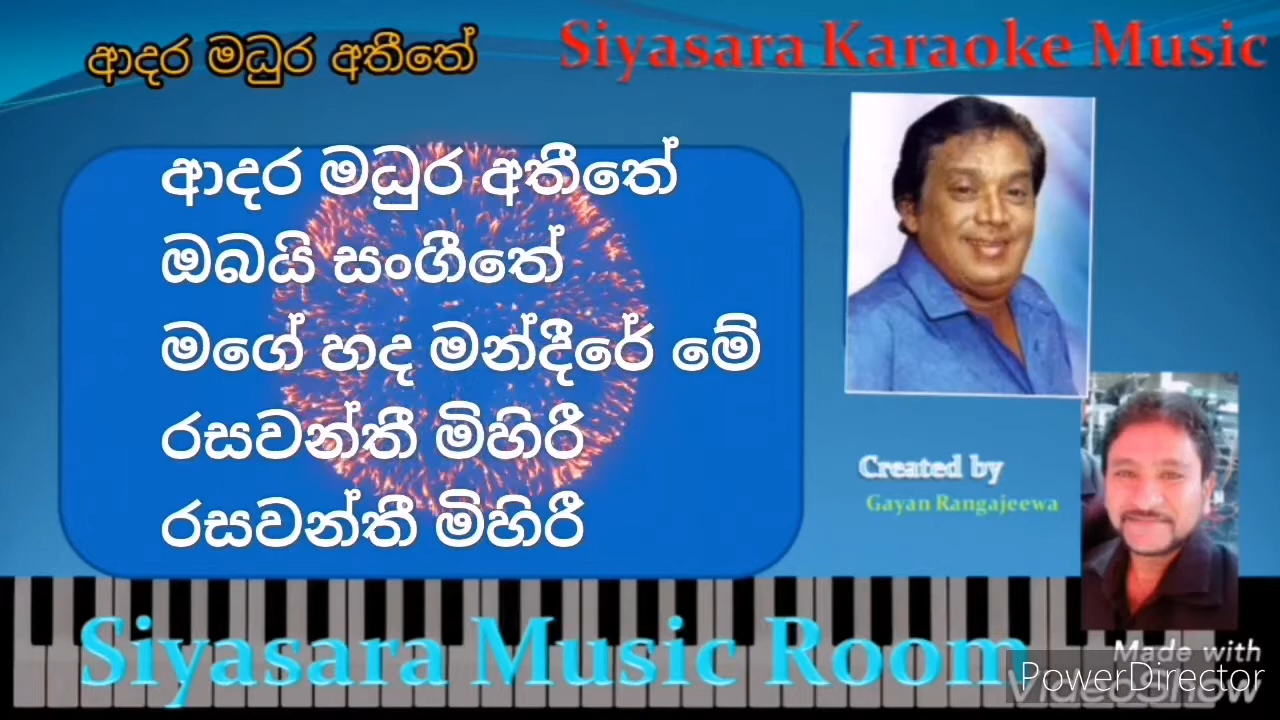 ආදර මධුර අතීතේ
Siyasara Karaoke Music
ආදර මධුර අතීතේ
ඔබයි සංගීතේ
මගේ හද මන්දීරේ මේ
රසවන්තී මිහිරී
රසවන්තී මිහිරී
Created by
Gayan Rangajeewa
Siyasara Music Room
Made with
PowerDirector
VideoShow